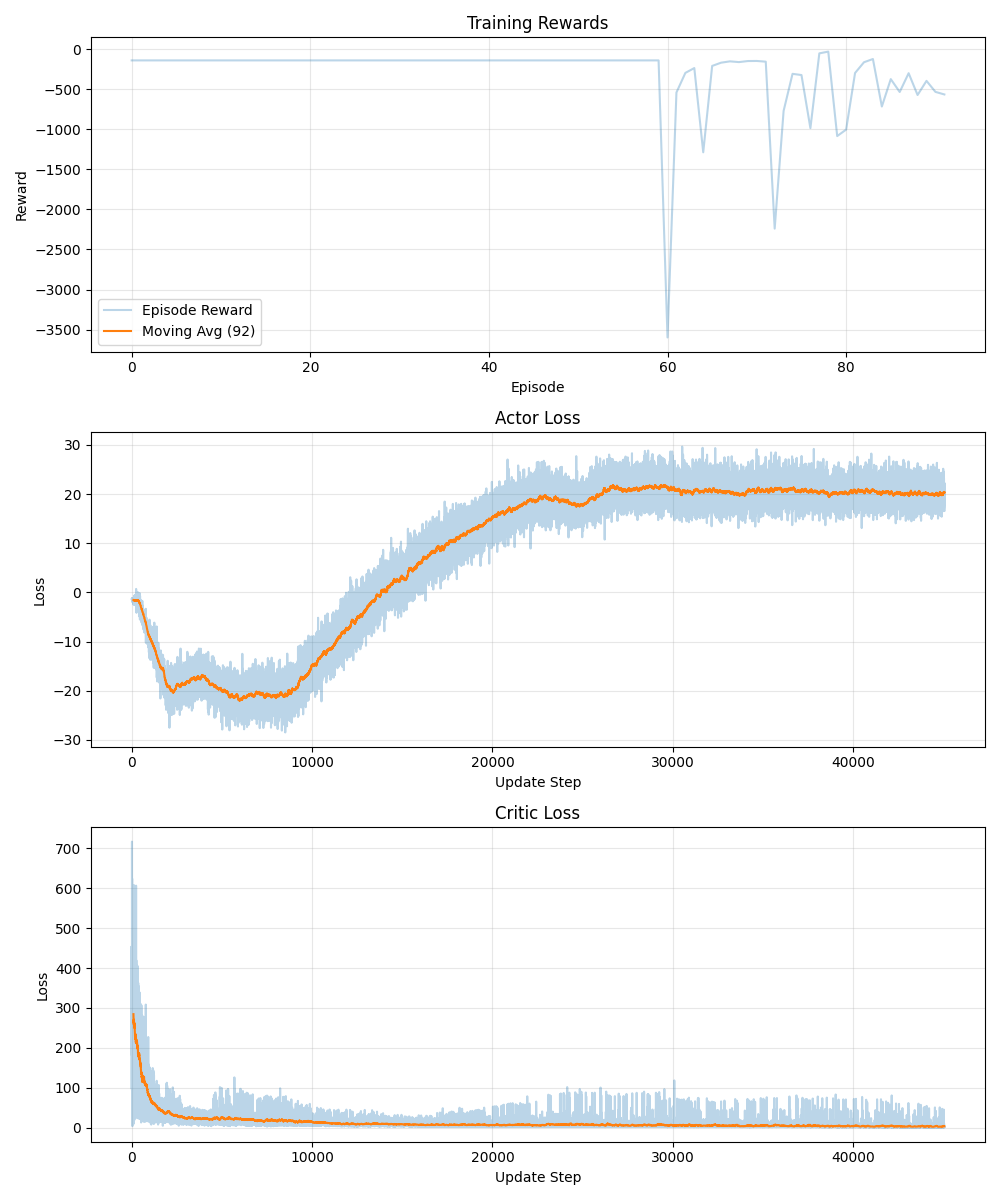 Training Rewards
0
−500
−1000
−1500
−2000
−2500
−3000
−3500
Reward
Episode Reward
Moving Avg (92)
0 20 40 60 80
Episode
Actor Loss
30
20
10
0
−10
−20
−30
Loss
0 10000 20000 30000 40000
Update Step
Critic Loss
700
600
500
400
300
200
100
0
Loss
0 10000 20000 30000 40000
Update Step